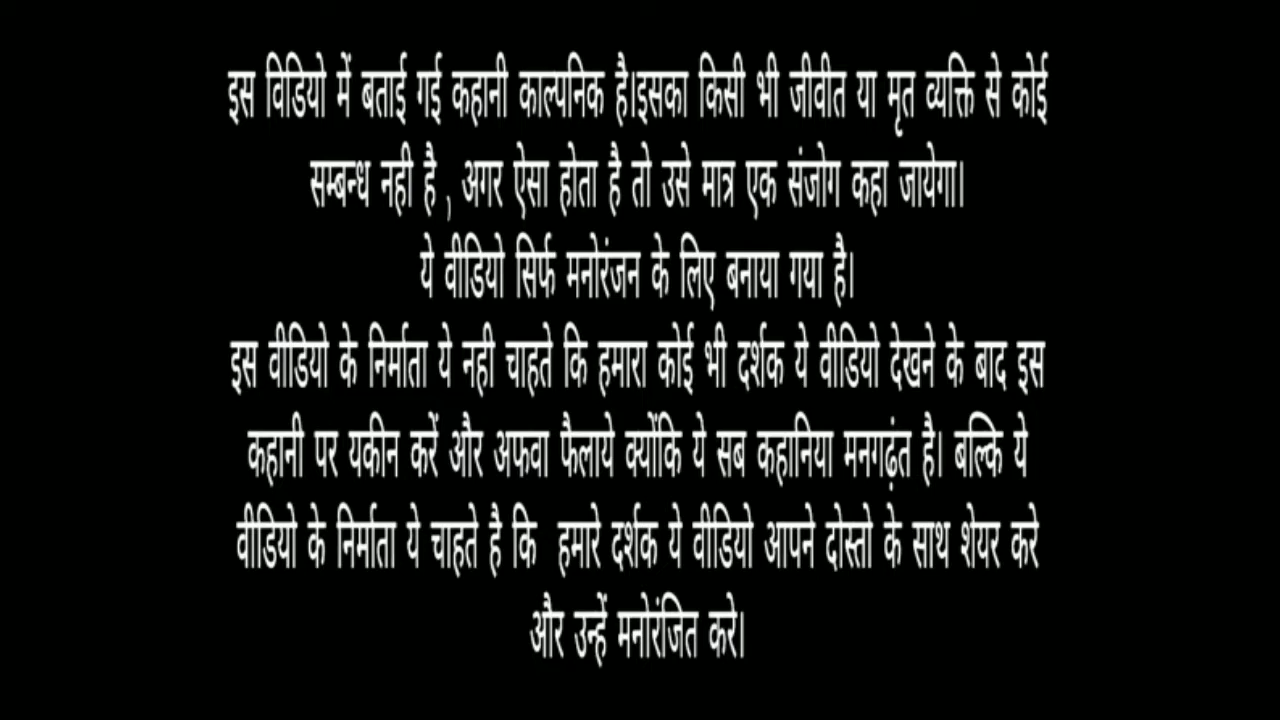 इस विडियो में बताई गई कहानी काल्पनिक है।इसका किसी भी जीवीत या मृत व्यक्ति से कोई
सम्बन्ध नही है , अगर ऐसा होता है तो उसे मात्र एक संजोग कहा जायेगा।
ये वीडियो सिर्फ मनोरंजन के लिए बनाया गया है।
इस वीडियो के निर्माता ये नही चाहते कि हमारा कोई भी दर्शक ये वीडियो देखने के बाद इस
कहानी पर यकीन करें और अफवा फैलाये क्योंकि ये सब कहानिया मनगढ़ंत है। बल्कि ये
वीडियो के निर्माता ये चाहते है कि  हमारे दर्शक ये वीडियो आपने दोस्तो के साथ शेयर करे
और उन्हें मनोरंजित करे।